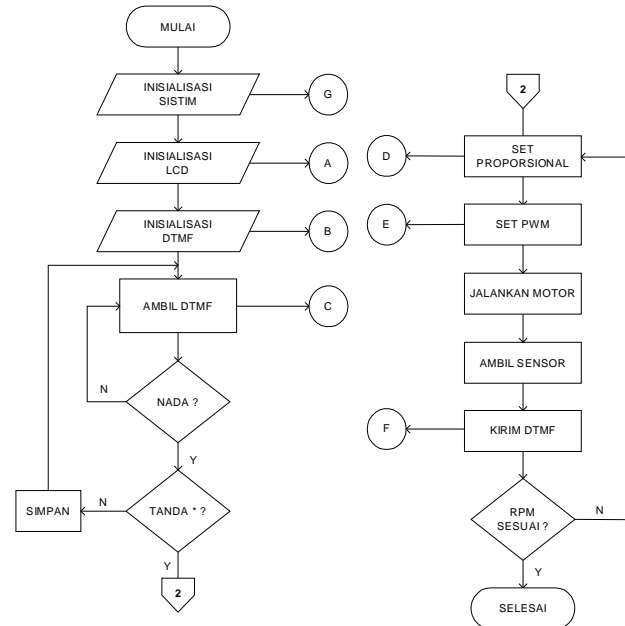 MULAI
INISIALISASI
SISTIM
G
INISIALISASI
LCD
A
INISIALISASI
DTMF
B
AMBIL DTMF
C
N
NADA ?
Y
SIMPAN
N
TANDA * ?
Y
2
2
D
SET
PROPORSIONAL
E
SET PWM
JALANKAN MOTOR
AMBIL SENSOR
F
KIRIM DTMF
RPM
SESUAI ?
N
Y
SELESAI